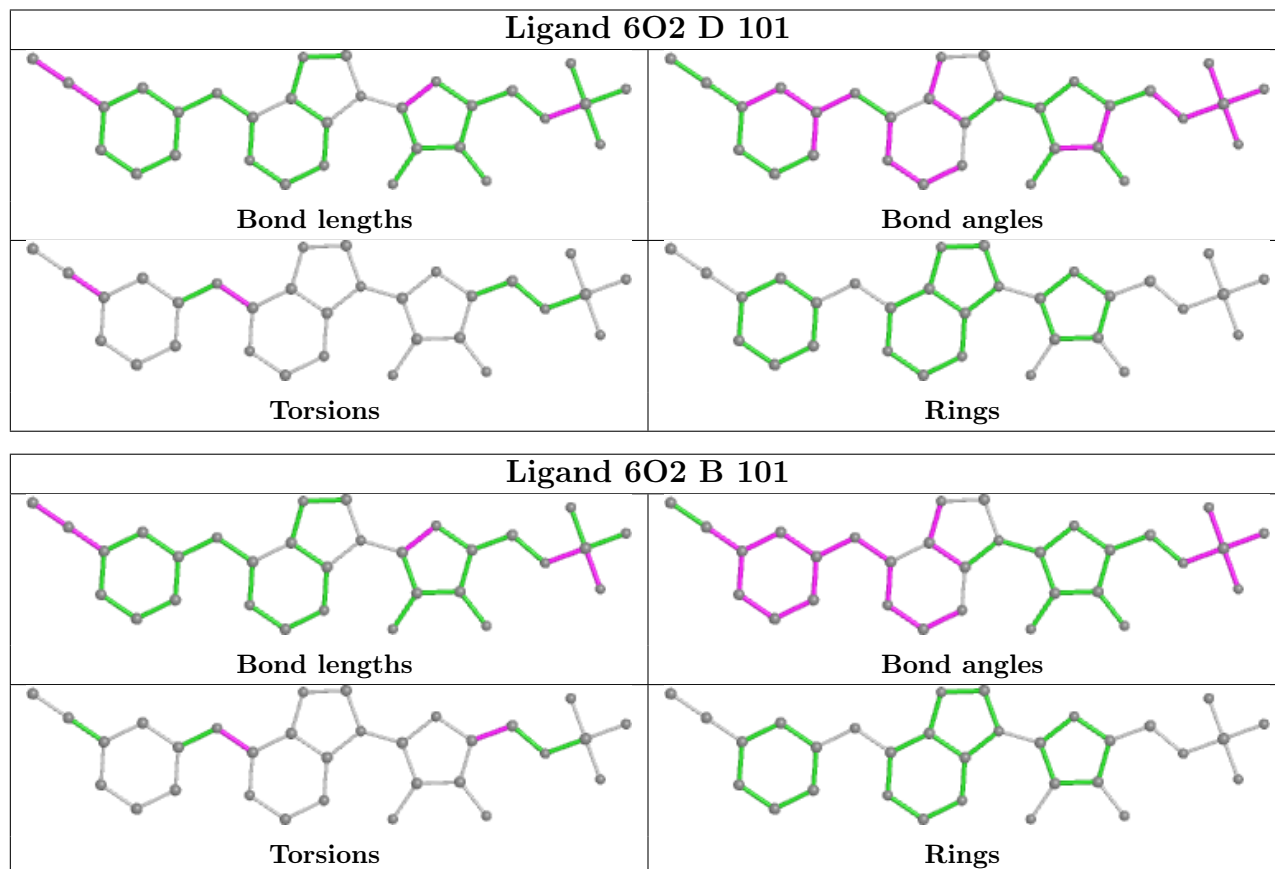 Ligand 6O2 D 101
Bond lengths
Bond angles
Torsions
Rings
Ligand 6O2 B 101
Bond lengths
Bond angles
Torsions
Rings